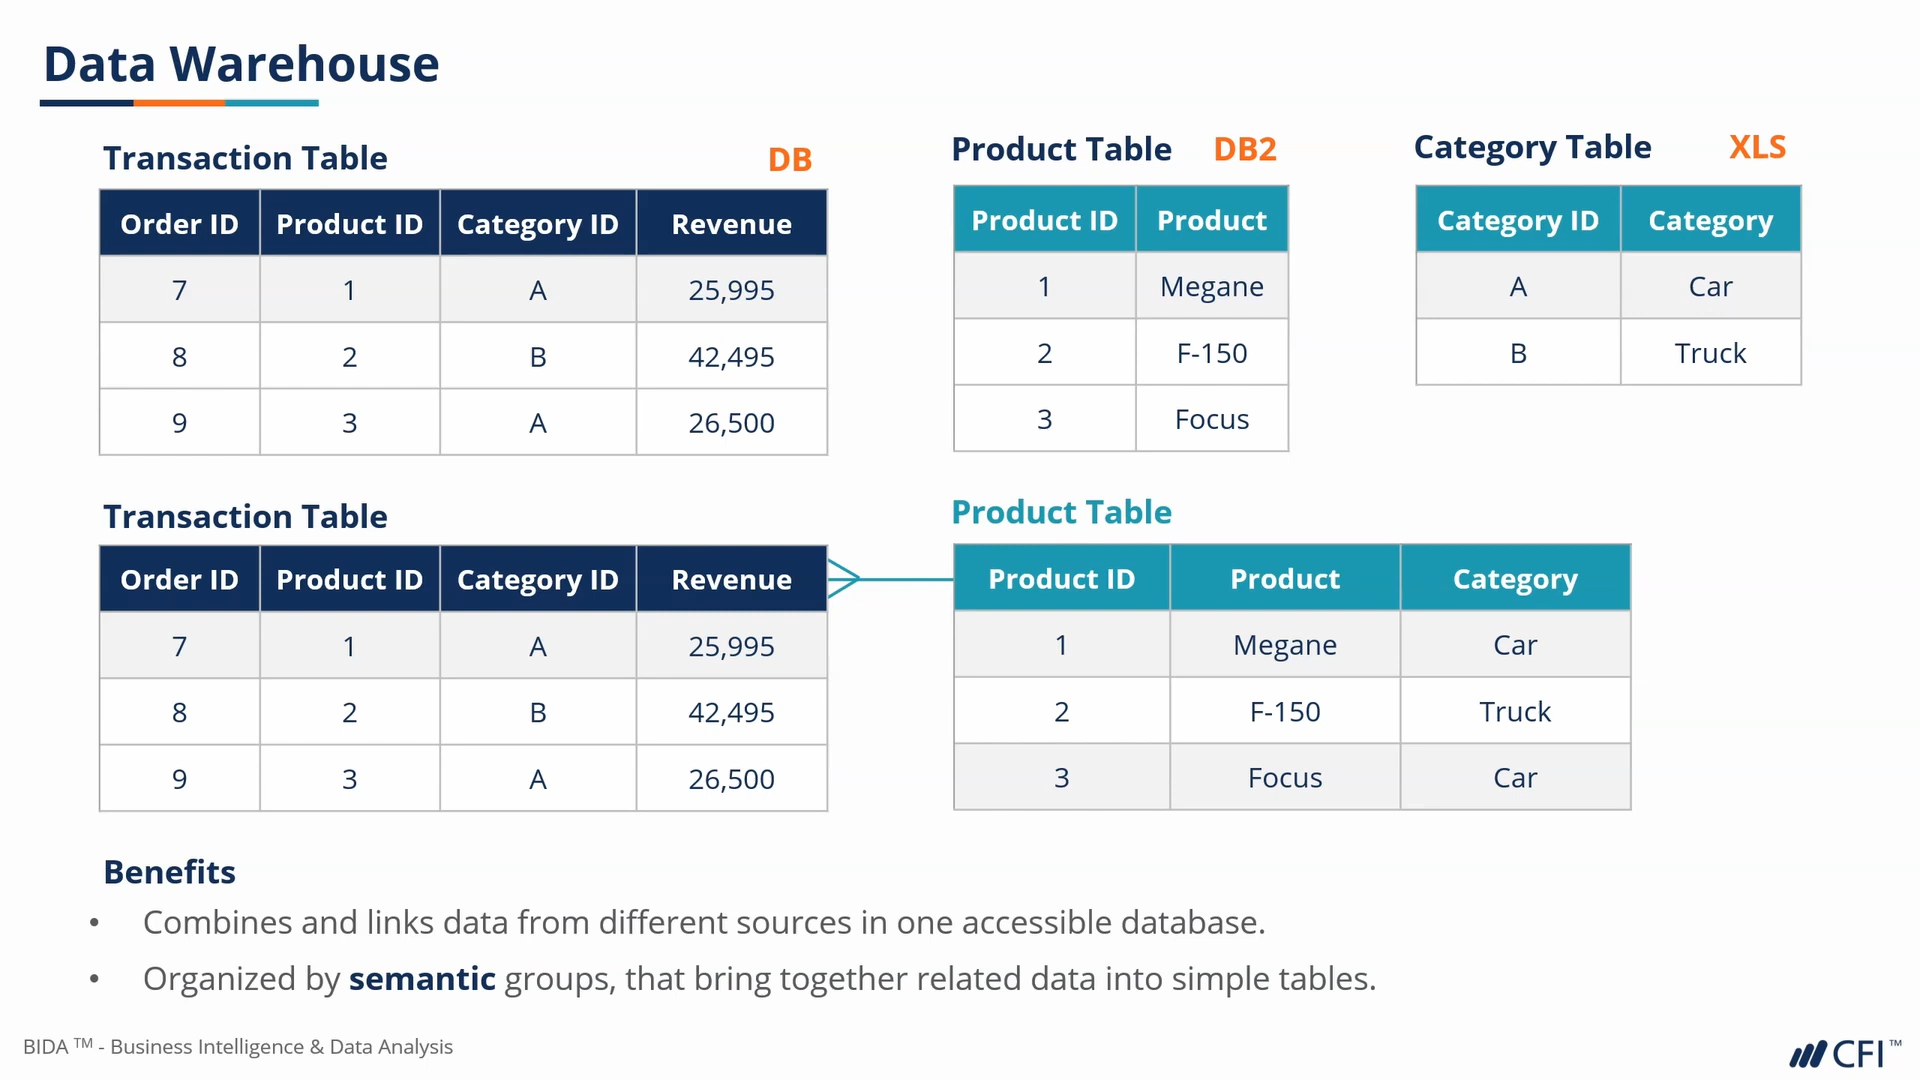 Data Warehouse
Transaction Table DB
Order ID Product ID Category ID Revenue
7 1 A 25,995
8 2 B 42,495
9 3 A 26,500
Product Table DB2
Product ID Product
1 Megane
2 F-150
3 Focus
Category Table XLS
Category ID Category
A Car
B Truck
Transaction Table
Order ID Product ID Category ID Revenue
7 1 A 25,995
8 2 B 42,495
9 3 A 26,500
Product Table
Product ID Product Category
1 Megane Car
2 F-150 Truck
3 Focus Car
Benefits
• Combines and links data from different sources in one accessible database.
• Organized by semantic groups, that bring together related data into simple tables.
BIDA TM - Business Intelligence & Data Analysis
CFI™